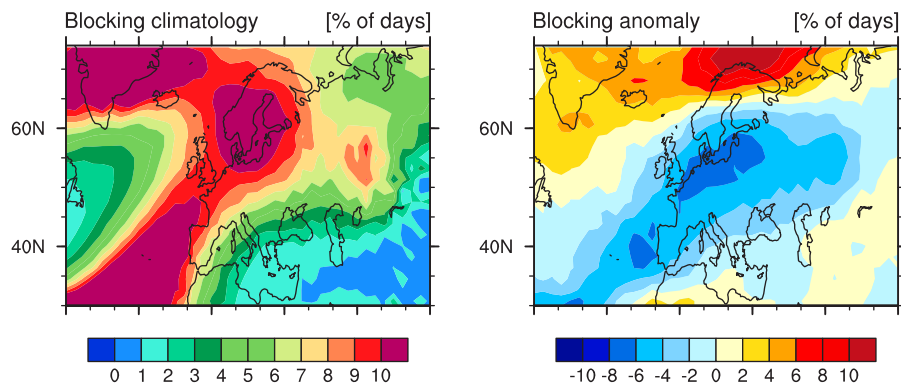 Blocking climatology [% of days]
Blocking anomaly [% of days]
60N
40N
60N
40N
0 1 2 3 4 5 6 7 8 9 10
-10 -8 -6 -4 -2 0 2 4 6 8 10